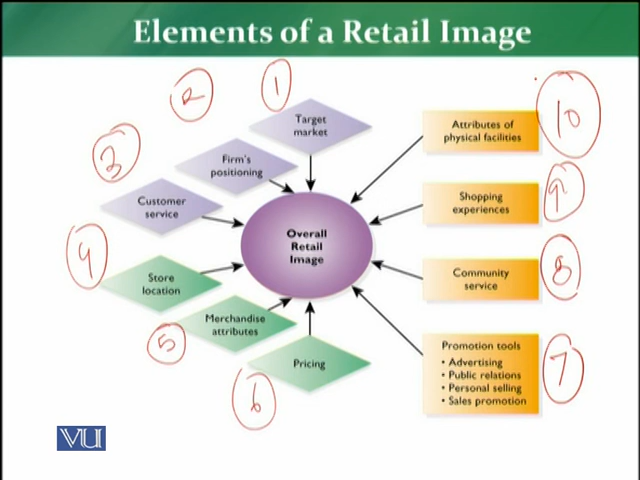 Elements of a Retail Image
1
Target
market
2
Firm's
positioning
3
Customer
service
4
Store
location
5
Merchandise
attributes
6
Pricing
Overall
Retail
Image
10
Attributes of
physical facilities
9
Shopping
experiences
8
Community
service
7
Promotion tools
• Advertising
• Public relations
• Personal selling
• Sales promotion
VU